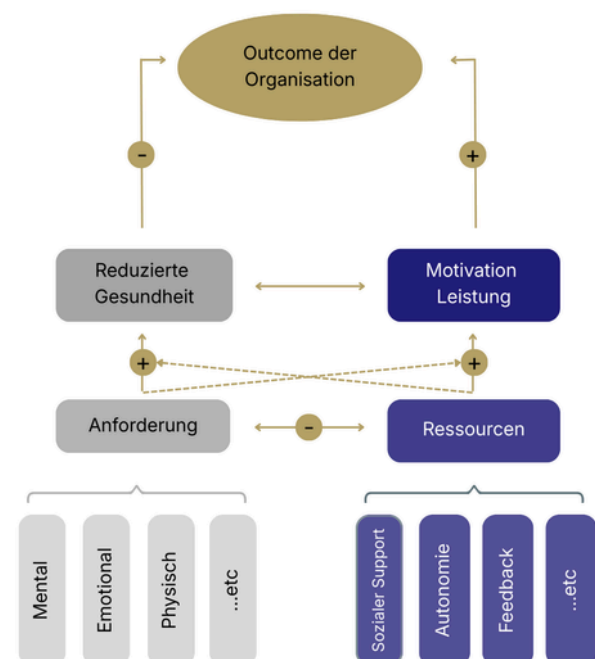 Outcome der
Organisation
-
+
Reduzierte
Gesundheit
Motivation
Leistung
+
+
Anforderung
-
Ressourcen
Mental
Emotional
Physisch
...etc
Sozialer Support
Autonomie
Feedback
...etc